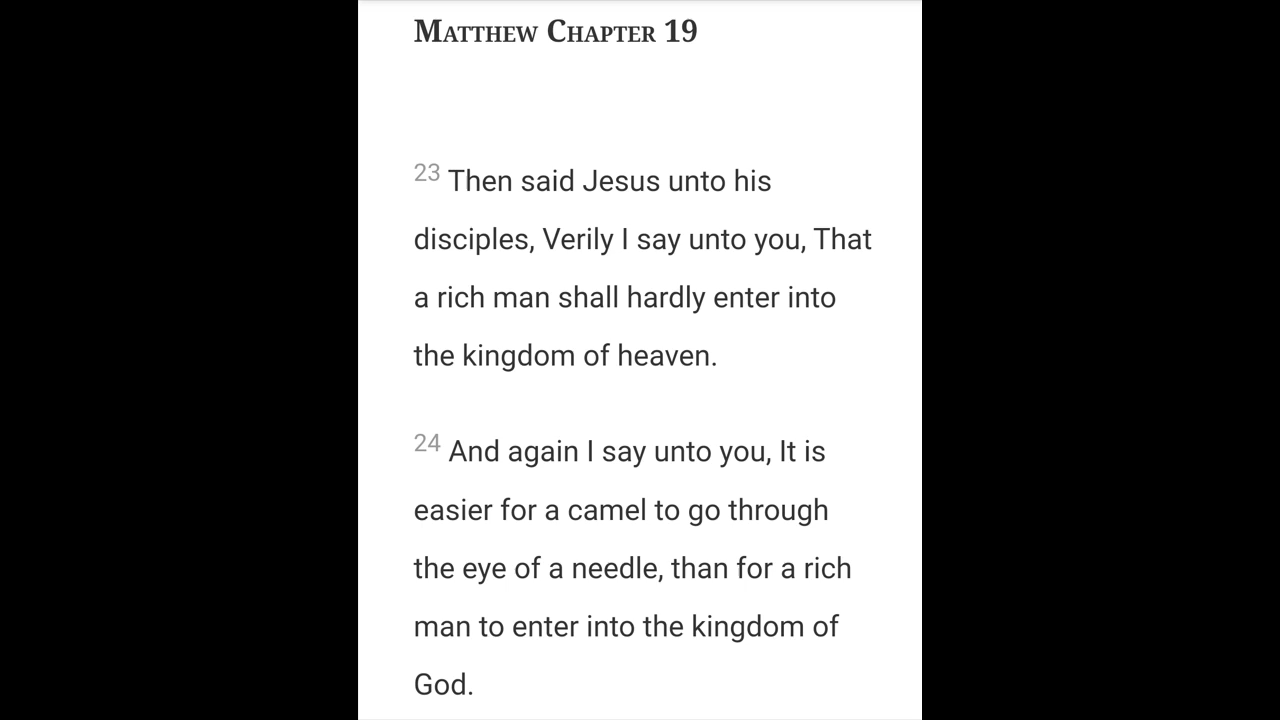 Matthew Chapter 19
23 Then said Jesus unto his
disciples, Verily I say unto you, That
a rich man shall hardly enter into
the kingdom of heaven.
24 And again I say unto you, It is
easier for a camel to go through
the eye of a needle, than for a rich
man to enter into the kingdom of
God.